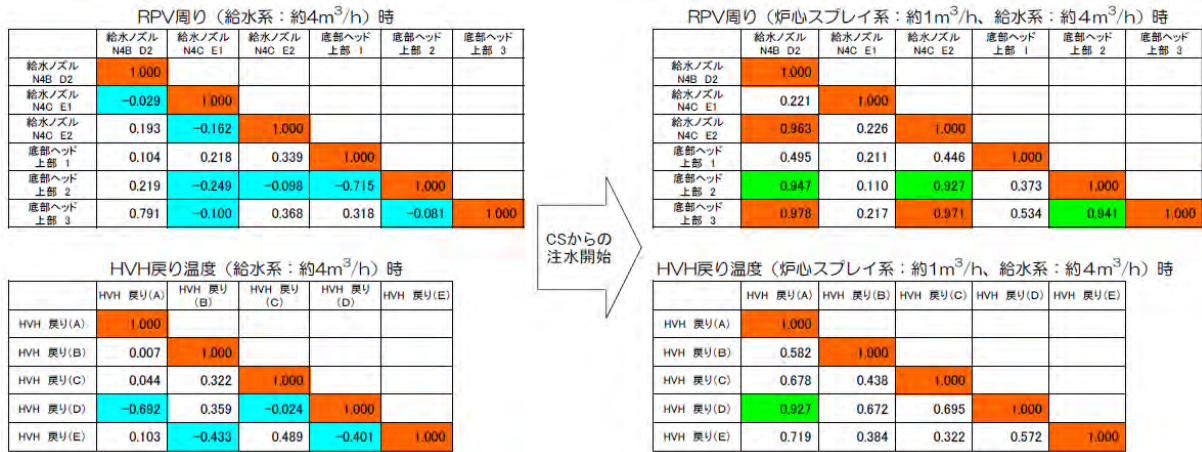 RPV周り（給水系：約4m³/h）時
給水ノズル N4B D2 給水ノズル N4C E1 給水ノズル N4C E2 底部ヘッド 上部 1 底部ヘッド 上部 2 底部ヘッド 上部 3
給水ノズル N4B D2 1.000
給水ノズル N4C E1 -0.029 1.000
給水ノズル N4C E2 0.193 -0.162 1.000
底部ヘッド 上部 1 0.104 0.218 0.339 1.000
底部ヘッド 上部 2 0.219 -0.249 -0.098 -0.715 1.000
底部ヘッド 上部 3 0.791 -0.100 0.368 0.318 -0.081 1.000
HVH戻り温度（給水系：約4m³/h）時
HVH 戻り(A) HVH 戻り(B) HVH 戻り(C) HVH 戻り(D) HVH 戻り(E)
HVH 戻り(A) 1.000
HVH 戻り(B) 0.007 1.000
HVH 戻り(C) 0.044 0.322 1.000
HVH 戻り(D) -0.692 0.359 -0.024 1.000
HVH 戻り(E) 0.103 -0.433 0.489 -0.401 1.000
CSからの
注水開始
RPV周り（炉心スプレイ系：約1m³/h、給水系：約4m³/h）時
給水ノズル N4B D2 給水ノズル N4C E1 給水ノズル N4C E2 底部ヘッド 上部 1 底部ヘッド 上部 2 底部ヘッド 上部 3
給水ノズル N4B D2 1.000
給水ノズル N4C E1 0.221 1.000
給水ノズル N4C E2 0.963 0.226 1.000
底部ヘッド 上部 1 0.495 0.211 0.446 1.000
底部ヘッド 上部 2 0.947 0.110 0.927 0.373 1.000
底部ヘッド 上部 3 0.978 0.217 0.971 0.534 0.941 1.000
HVH戻り温度（炉心スプレイ系：約1m³/h、給水系：約4m³/h）時
HVH 戻り(A) HVH 戻り(B) HVH 戻り(C) HVH 戻り(D) HVH 戻り(E)
HVH 戻り(A) 1.000
HVH 戻り(B) 0.582 1.000
HVH 戻り(C) 0.678 0.438 1.000
HVH 戻り(D) 0.927 0.672 0.695 1.000
HVH 戻り(E) 0.719 0.384 0.322 0.572 1.000